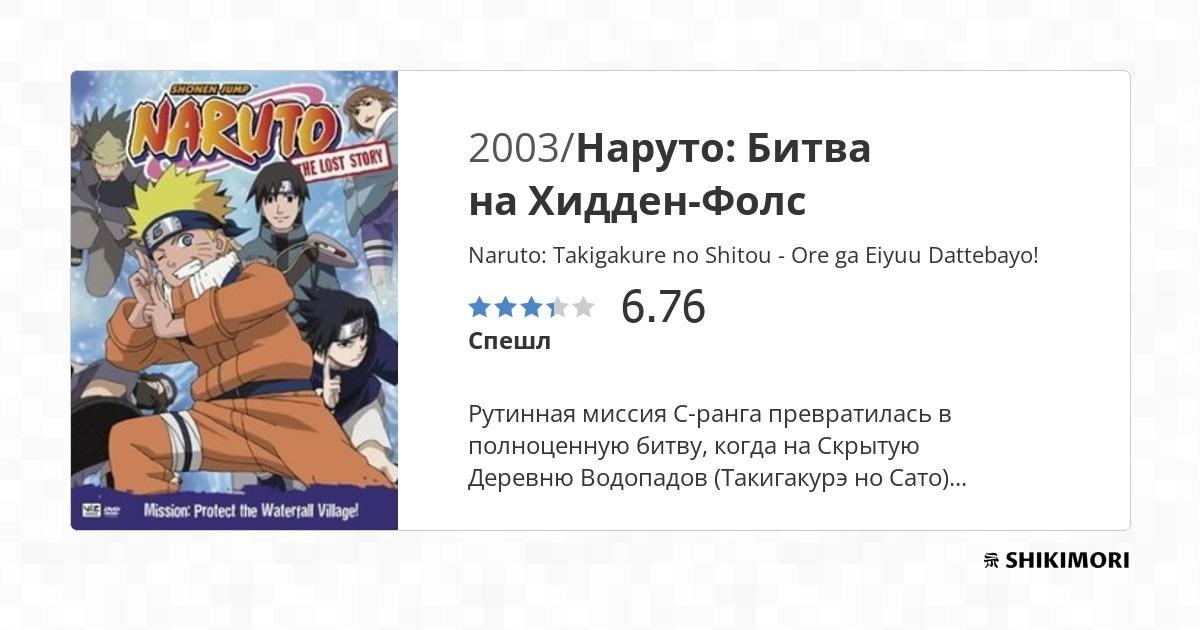 SHONEN JUMP
NARUTO
THE LOST STORY
Mission: Protect the Waterfall Village!
VIZ
DVD
2003/Наруто: Битва
на Хидден-Фолс
Naruto: Takigakure no Shitou - Ore ga Eiyuu Dattebayo!
6.76
Спешл
Рутинная миссия С-ранга превратилась в
полноценную битву, когда на Скрытую
Деревню Водопадов (Такигакурэ но Сато)...
SHIKIMORI